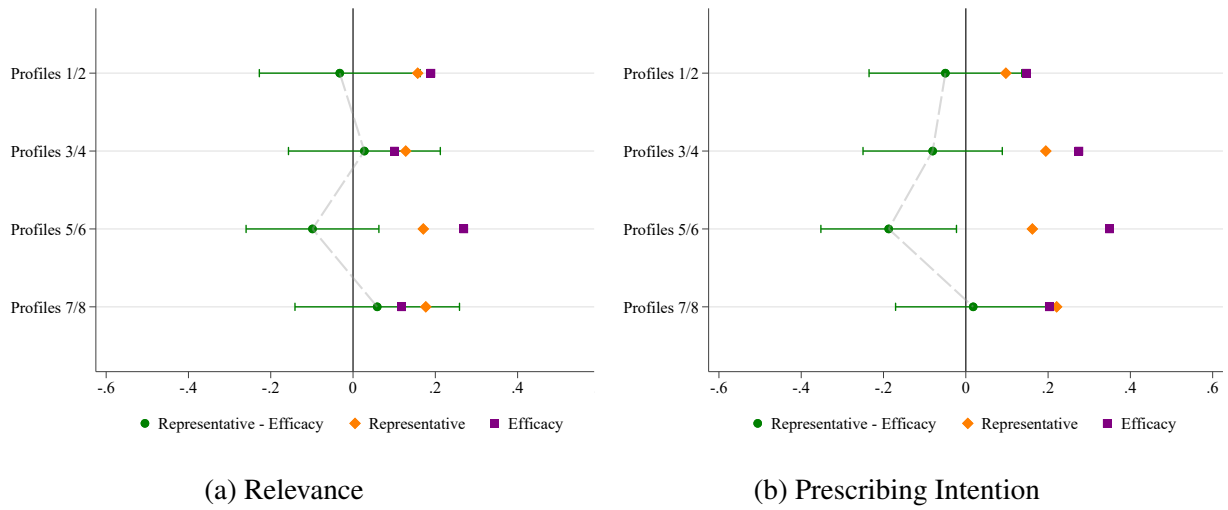 Profiles 1/2
Profiles 3/4
Profiles 5/6
Profiles 7/8
-.6 -.4 -.2 0 .2 .4
Representative - Efficacy Representative Efficacy
(a) Relevance
Profiles 1/2
Profiles 3/4
Profiles 5/6
Profiles 7/8
-.6 -.4 -.2 0 .2 .4 .6
Representative - Efficacy Representative Efficacy
(b) Prescribing Intention